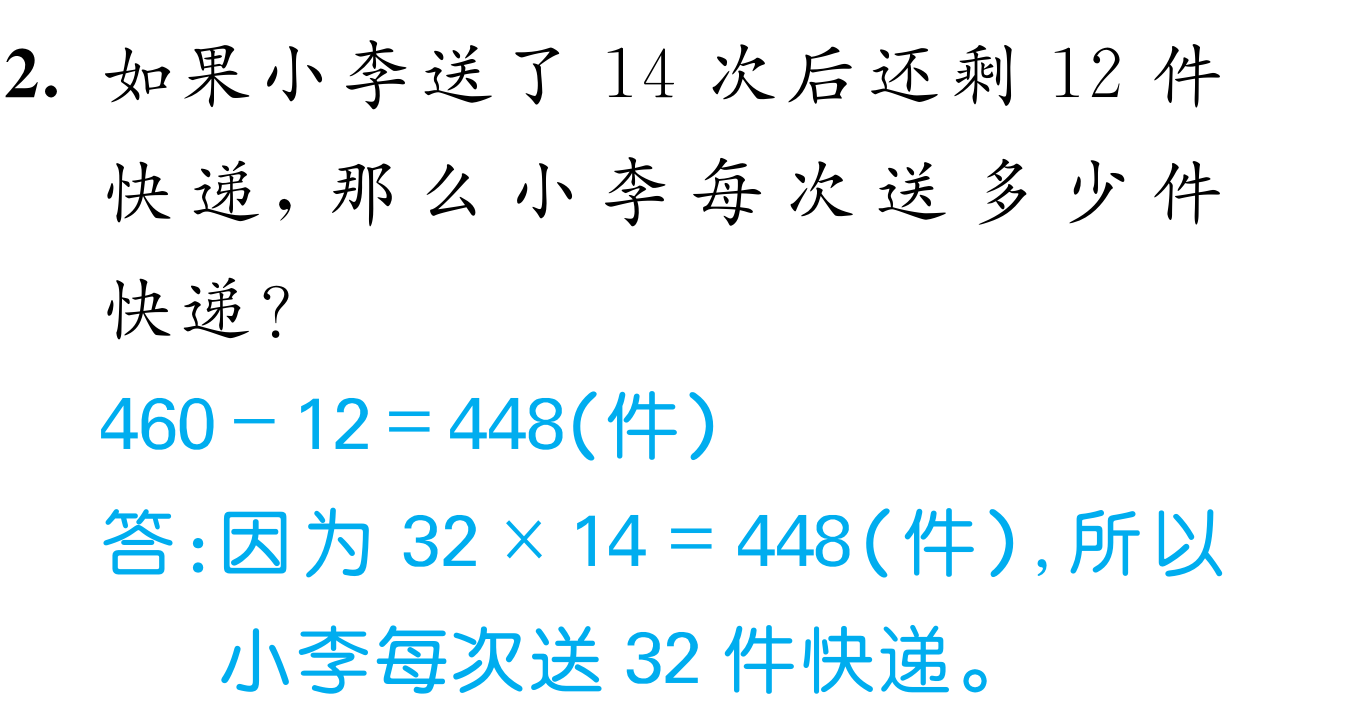 2. 如果小李送了 14 次后还剩 12 件
快递,那么小李每次送多少件
快递?
460-12=448(件)
答:因为 32×14=448(件),所以
小李每次送 32 件快递。